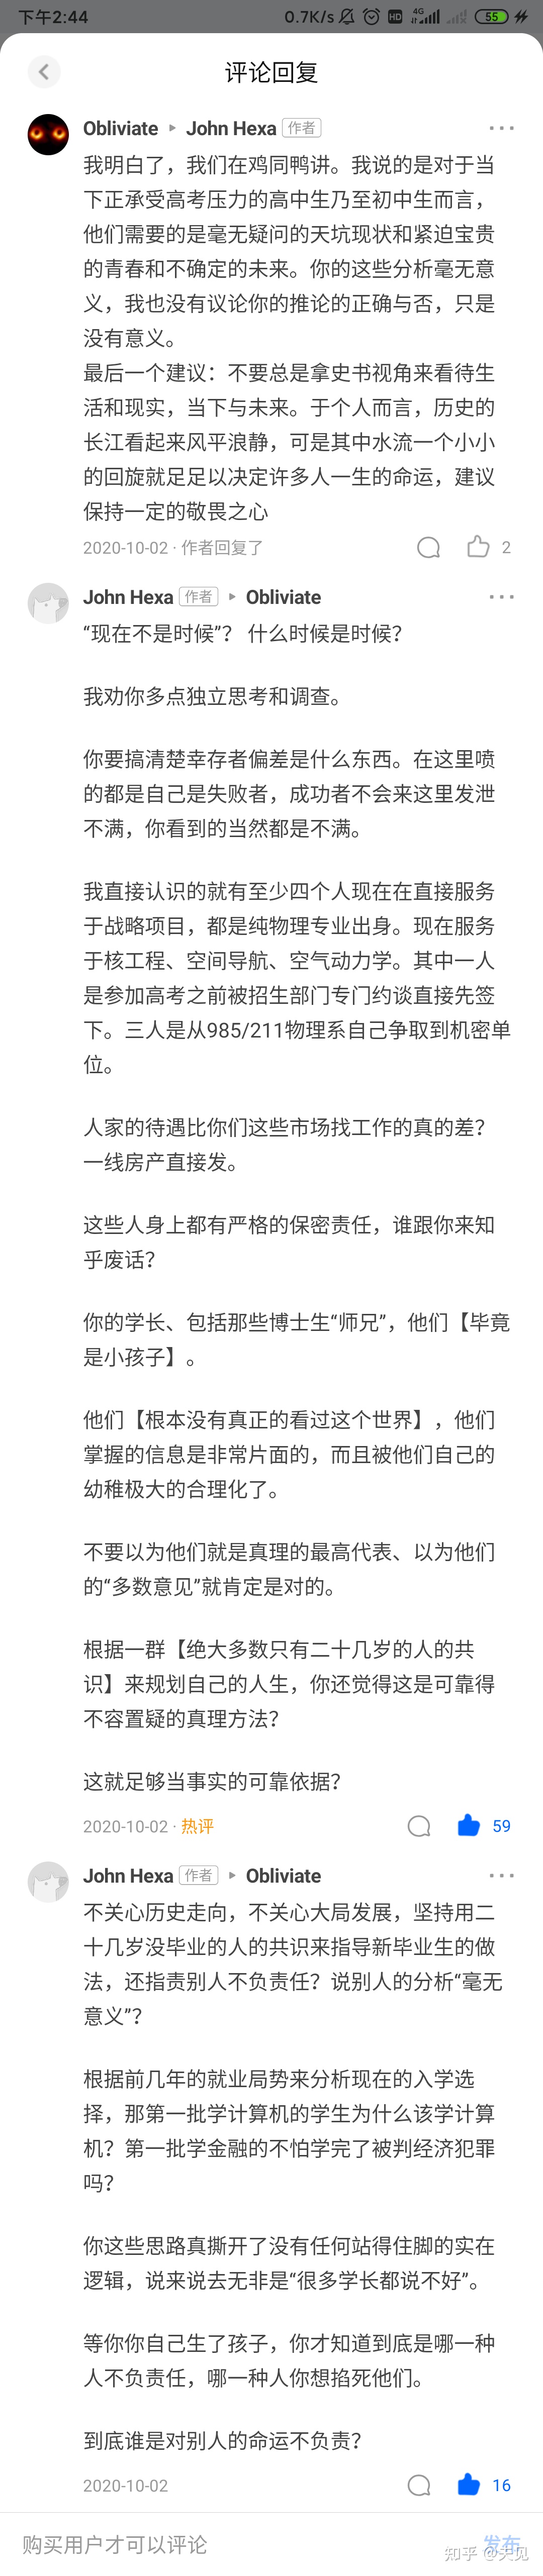 下午2:44
0.7K/s
HD
4G
55
评论回复
Obliviate
John Hexa
作者
我明白了，我们在鸡同鸭讲。我说的是对于当
下正承受高考压力的高中生乃至初中生而言，
他们需要的是毫无疑问的天坑现状和紧迫宝贵
的青春和不确定的未来。你的这些分析毫无意
义，我也没有议论你的推论的正确与否，只是
没有意义。
最后一个建议：不要总是拿史书视角来看待生
活和现实，当下与未来。于个人而言，历史的
长江看起来风平浪静，可是其中水流一个小小
的回旋就足足以决定许多人一生的命运，建议
保持一定的敬畏之心
2020-10-02 · 作者回复了
2
John Hexa
作者
Obliviate
“现在不是时候”？ 什么时候是时候？
我劝你多点独立思考和调查。
你要搞清楚幸存者偏差是什么东西。在这里喷
的都是自己是失败者，成功者不会来这里发泄
不满，你看到的当然都是不满。
我直接认识的就有至少四个人现在在直接服务
于战略项目，都是纯物理专业出身。现在服务
于核工程、空间导航、空气动力学。其中一人
是参加高考之前被招生部门专门约谈直接先签
下。三人是从985/211物理系自己争取到机密单
位。
人家的待遇比你们这些市场找工作的真的差？
一线房产直接发。
这些人身上都有严格的保密责任，谁跟你来知
乎废话？
你的学长、包括那些博士生“师兄”，他们【毕竟
是小孩子】。
他们【根本没有真正的看过这个世界】，他们
掌握的信息是非常片面的，而且被他们自己的
幼稚极大的合理化了。
不要以为他们就是真理的最高代表、以为他们
的“多数意见”就肯定是对的。
根据一群【绝大多数只有二十几岁的人的共
识】来规划自己的人生，你还觉得这是可靠得
不容置疑的真理方法？
这就足够当事实的可靠依据？
2020-10-02 · 热评
59
John Hexa
作者
Obliviate
不关心历史走向，不关心大局发展，坚持用二
十几岁没毕业的人的共识来指导新毕业生的做
法，还指责别人不负责任？说别人的分析“毫无
意义”？
根据前几年的就业局势来分析现在的入学选
择，那第一批学计算机的学生为什么该学计算
机？第一批学金融的不怕学完了被判经济犯罪
吗？
你这些思路真撕开了没有任何站得住脚的实在
逻辑，说来说去无非是“很多学长都说不好”。
等你你自己生了孩子，你才知道到底是哪一种
人不负责任，哪一种人你想掐死他们。
到底谁是对别人的命运不负责？
2020-10-02
16
购买用户才可以评论
发布
知乎 @天见